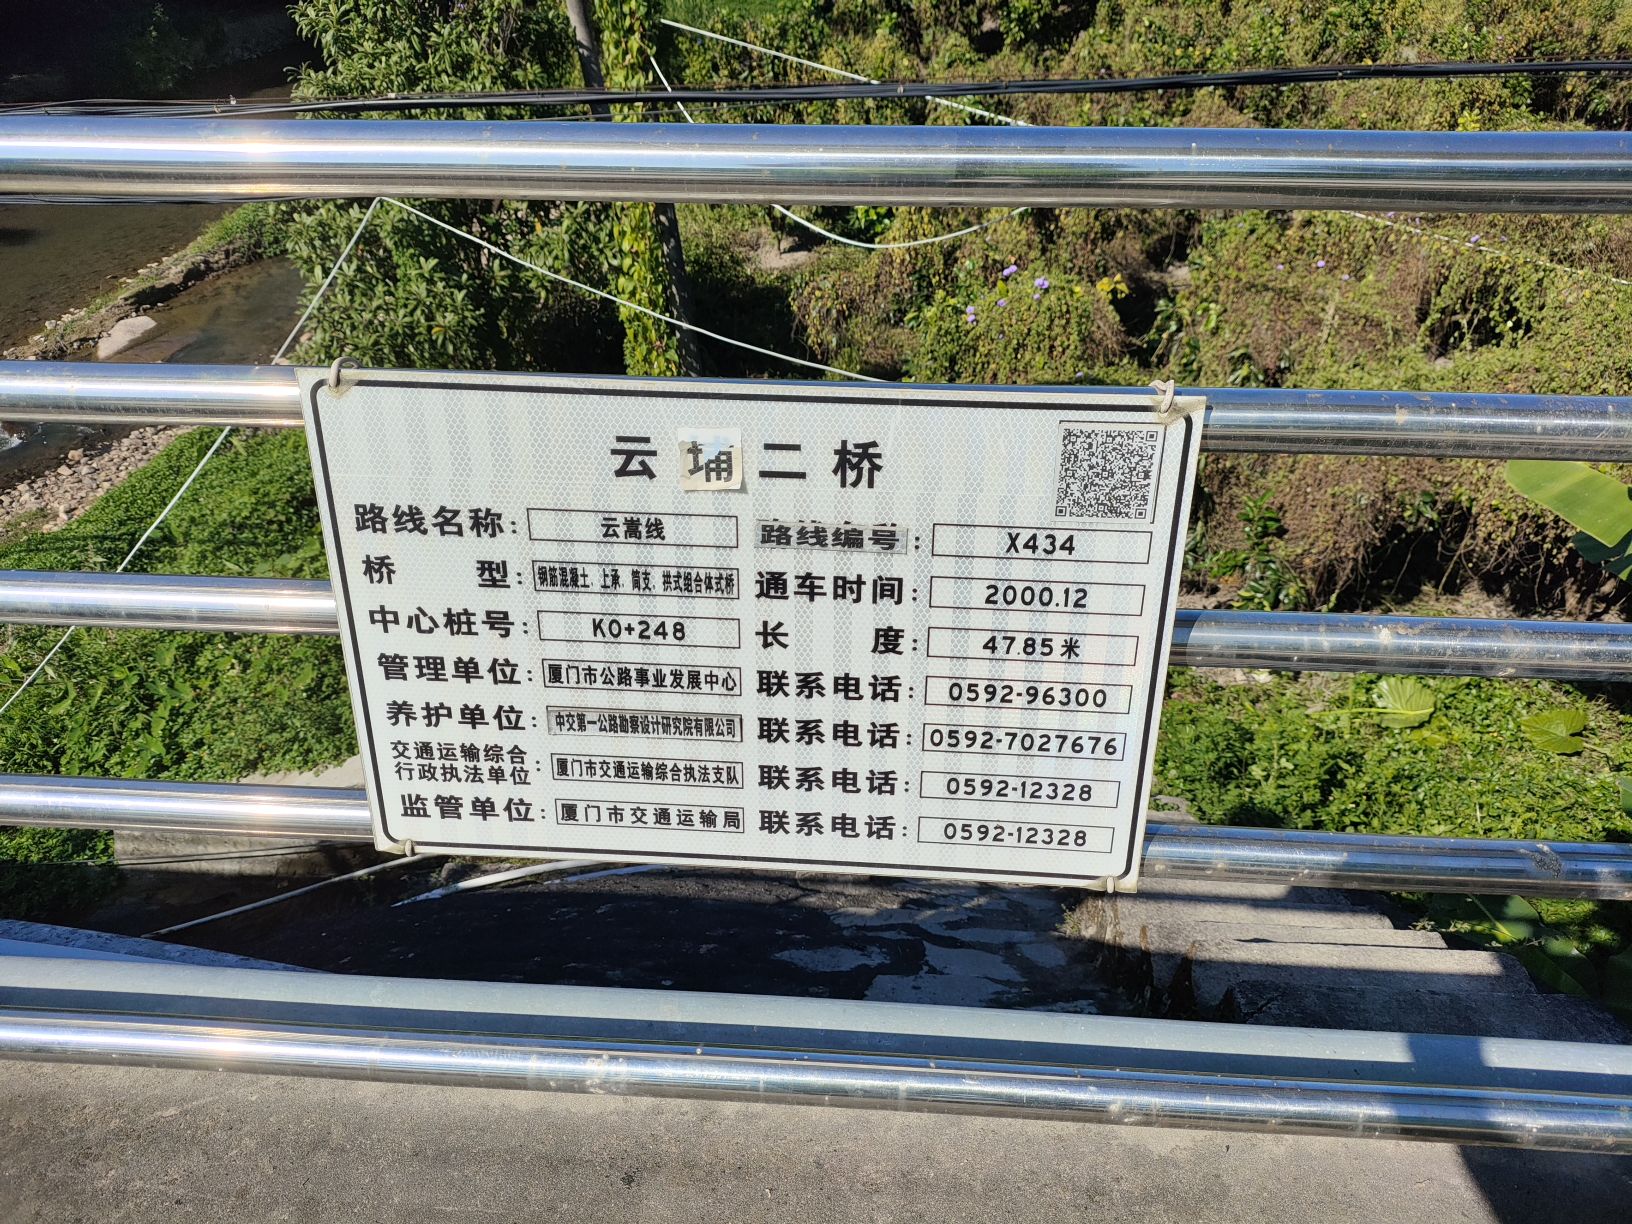 云埔二桥
路线名称: 云嵩线 路线编号: X434
桥型: 钢筋混凝土、上承、简支、拱式组合体式桥 通车时间: 2000.12
中心桩号: K0+248 长度: 47.85米
管理单位: 厦门市公路事业发展中心 联系电话: 0592-96300
养护单位: 中交第一公路勘察设计研究院有限公司 联系电话: 0592-7027676
交通运输综合
行政执法单位: 厦门市交通运输综合执法支队 联系电话: 0592-12328
监管单位: 厦门市交通运输局 联系电话: 0592-12328